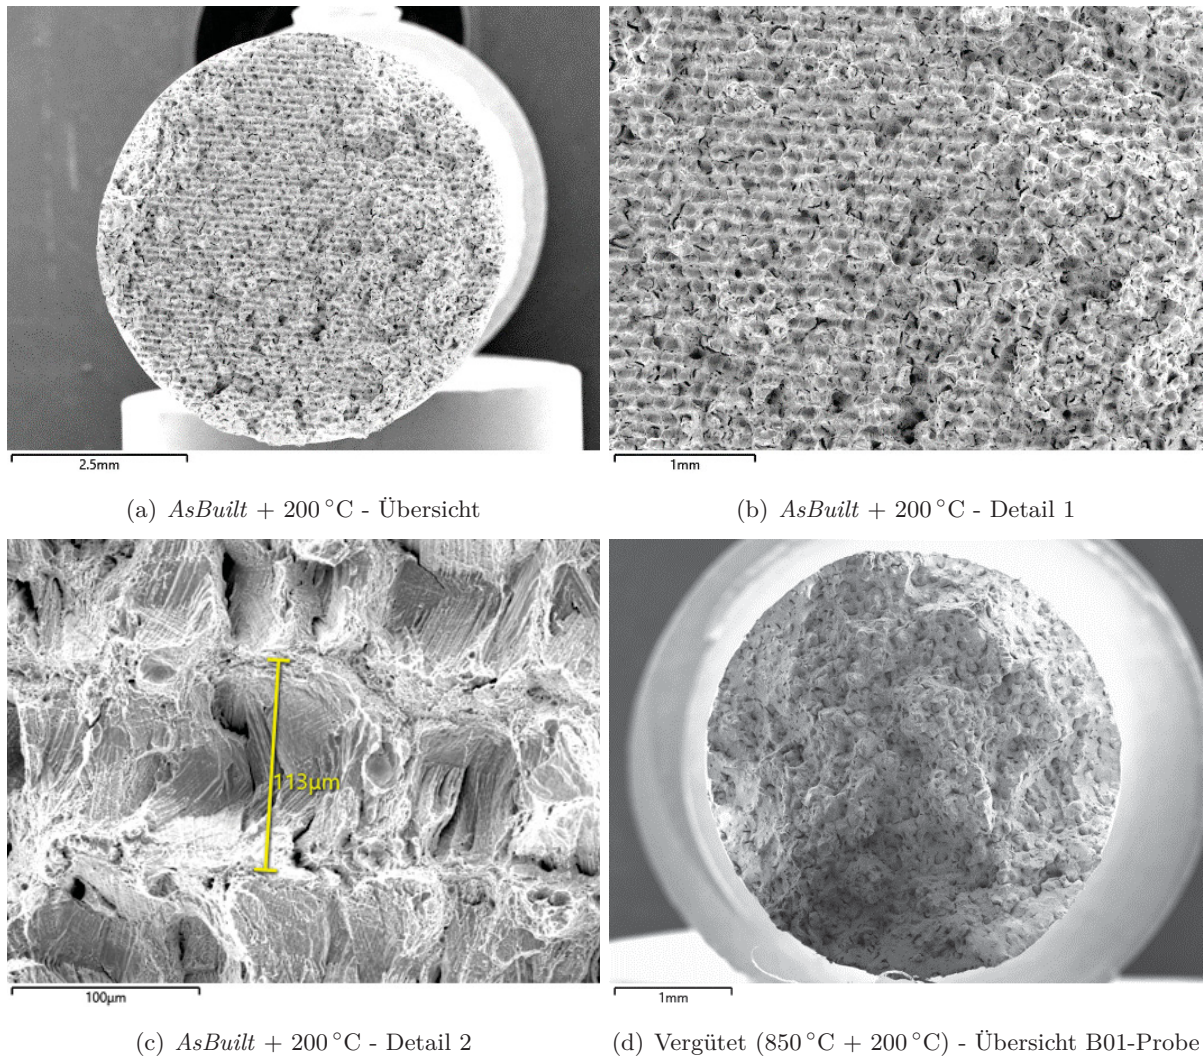 2.5mm
1mm
(a) AsBuilt + 200 °C - Übersicht
(b) AsBuilt + 200 °C - Detail 1
113µm
100µm
1mm
(c) AsBuilt + 200 °C - Detail 2
(d) Vergütet (850 °C + 200 °C) - Übersicht B01-Probe